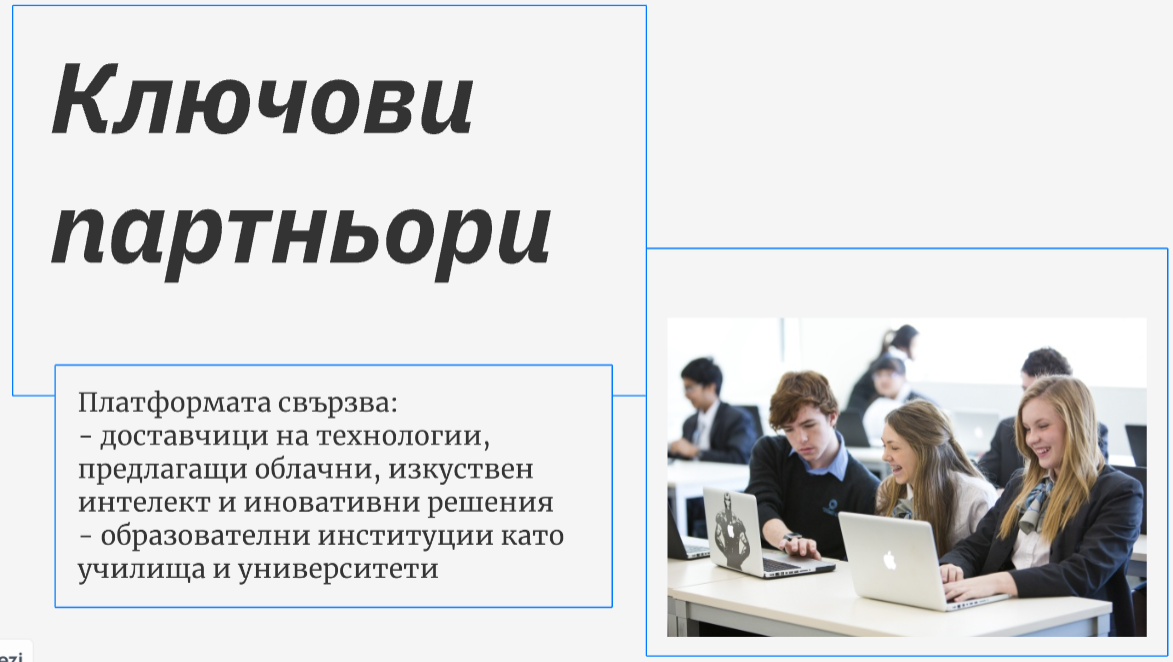 Ключови
партньори
Платформата свързва:
- доставчици на технологии,
предлагащи облачни, изкуствен
интелект и иновативни решения
- образователни институции като
училища и университети